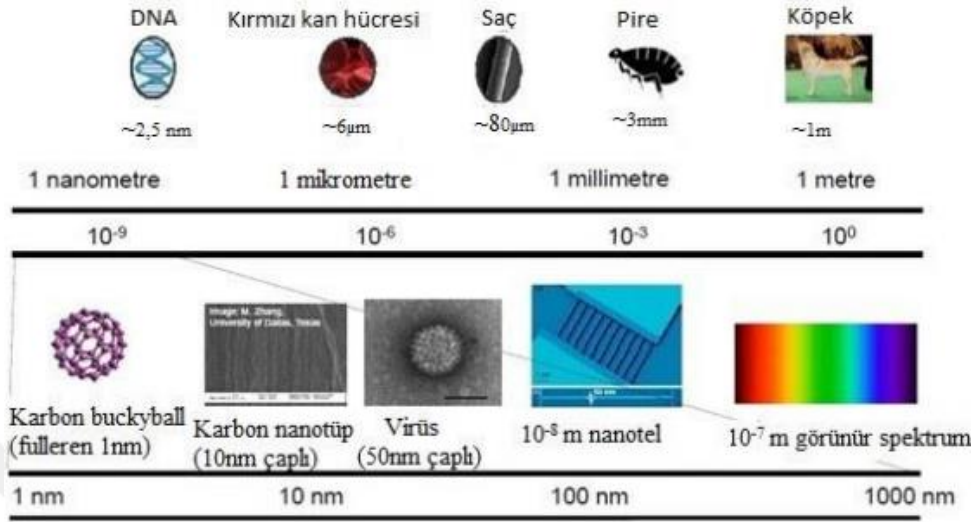 DNA
Kırmızı kan hücresi
Saç
Pire
Köpek
~2,5 nm
~6μm
~80μm
~3mm
~1m
1 nanometre
1 mikrometre
1 millimetre
1 metre
10⁻⁹
10⁻⁶
10⁻³
10⁰
Image: M. Zhang,
University of Dallas, Texas
Karbon buckyball
(fulleren 1nm)
Karbon nanotüp
(10nm çaplı)
Virüs
(50nm çaplı)
10⁻⁸ m nanotel
10⁻⁷ m görünür spektrum
1 nm
10 nm
100 nm
1000 nm